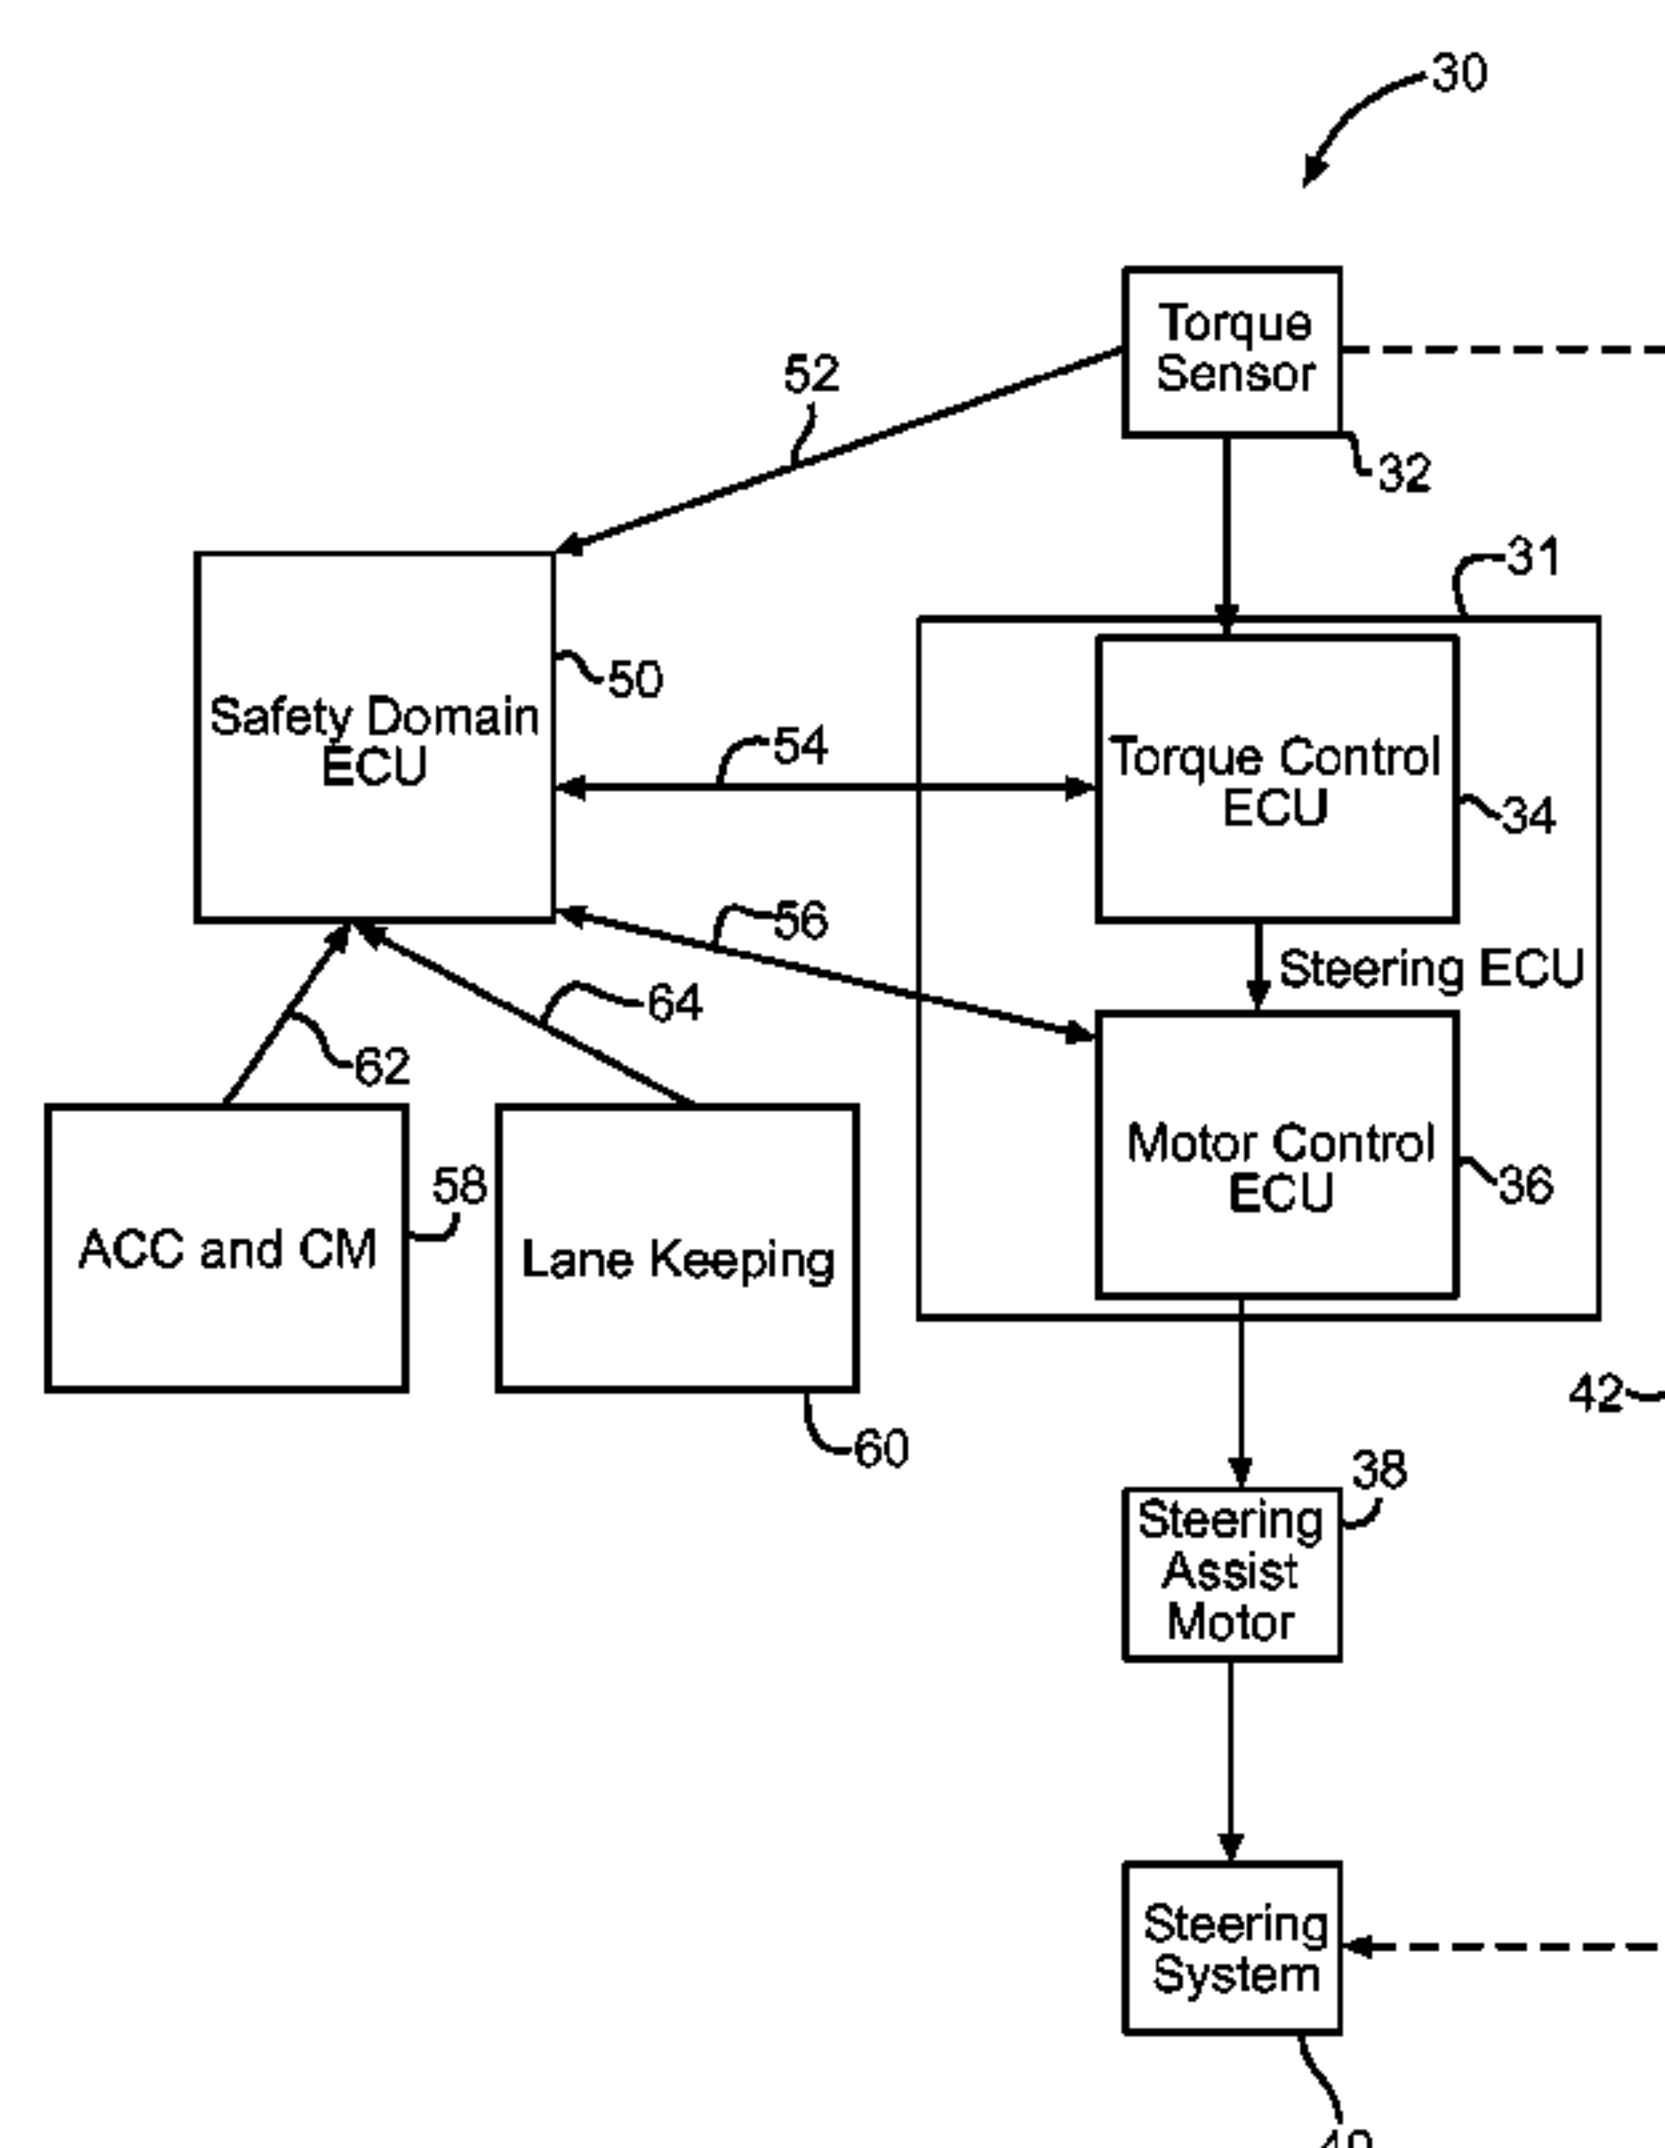 30
Torque
Sensor
52
32
31
50
Safety Domain
ECU
54
Torque Control
ECU
34
56
Steering ECU
64
62
58
Motor Control
ECU
36
ACC and CM
Lane Keeping
42
60
38
Steering
Assist
Motor
Steering
System